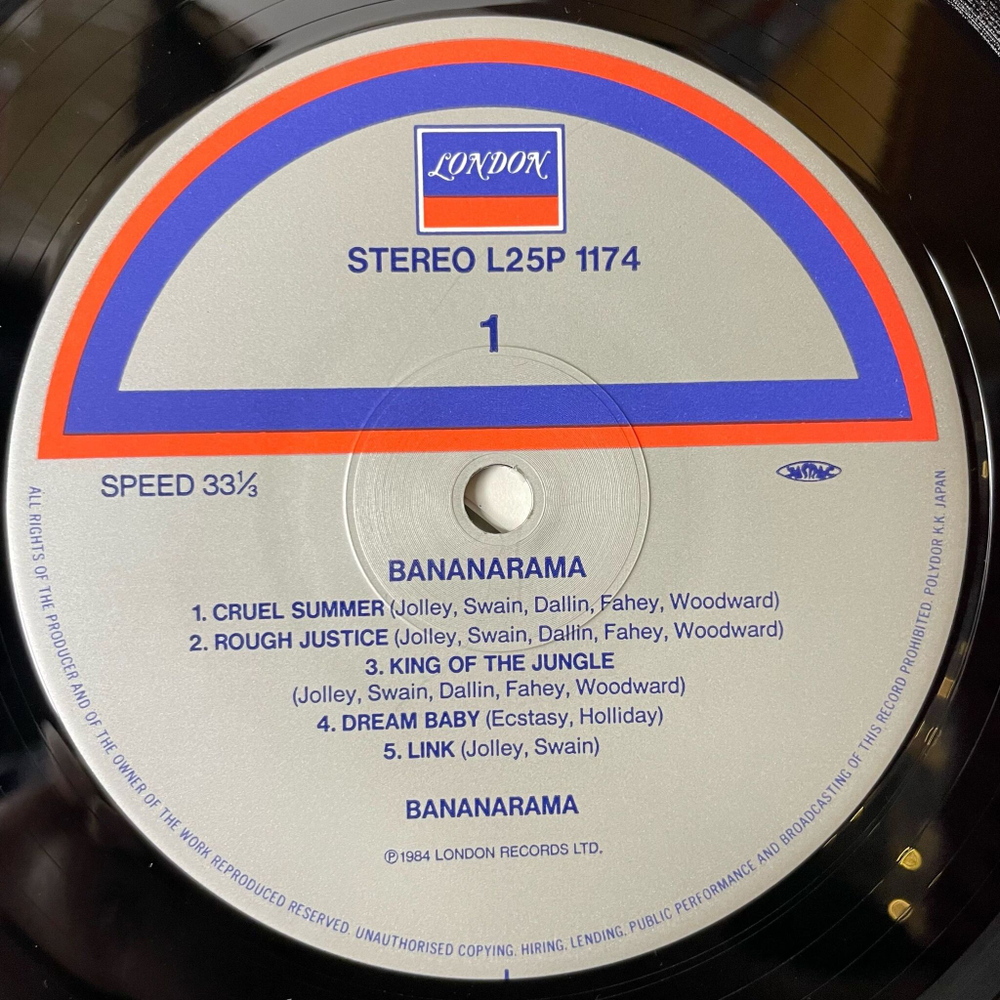 LONDON
STEREO L25P 1174
1
SPEED 33⅓
BANANARAMA
1. CRUEL SUMMER (Jolley, Swain, Dallin, Fahey, Woodward)
2. ROUGH JUSTICE (Jolley, Swain, Dallin, Fahey, Woodward)
3. KING OF THE JUNGLE
(Jolley, Swain, Dallin, Fahey, Woodward)
4. DREAM BABY (Ecstasy, Holliday)
5. LINK (Jolley, Swain)
BANANARAMA
℗1984 LONDON RECORDS LTD.
ALL RIGHTS OF THE PRODUCER AND OF THE OWNER OF THE WORK REPRODUCED RESERVED. UNAUTHORISED COPYING. HIRING. LENDING. PUBLIC PERFORMANCE AND BROADCASTING OF THIS RECORD PROHIBITED. POLYDOR K.K. JAPAN